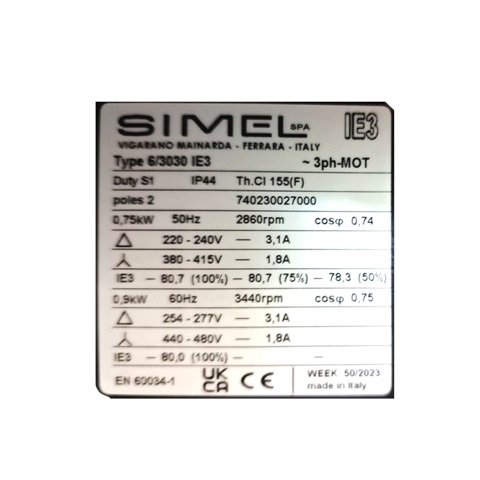 SIMEL SPA IE3
VIGARANO MAINARDA - FERRARA - ITALY
Type 6/3030 IE3 ~ 3ph-MOT
Duty S1 IP44 Th.Cl 155(F)
poles 2 740230027000
0,75kW 50Hz 2860rpm cosφ 0,74
△ 220 - 240V — 3,1A
⅄ 380 - 415V — 1,8A
IE3 — 80,7 (100%) — 80,7 (75%) — 78,3 (50%)
0,9kW 60Hz 3440rpm cosφ 0,75
△ 254 - 277V — 3,1A
⅄ 440 - 480V — 1,8A
IE3 — 80,0 (100%) —
EN 60034-1 UK CA CE WEEK 50/2023
made in Italy